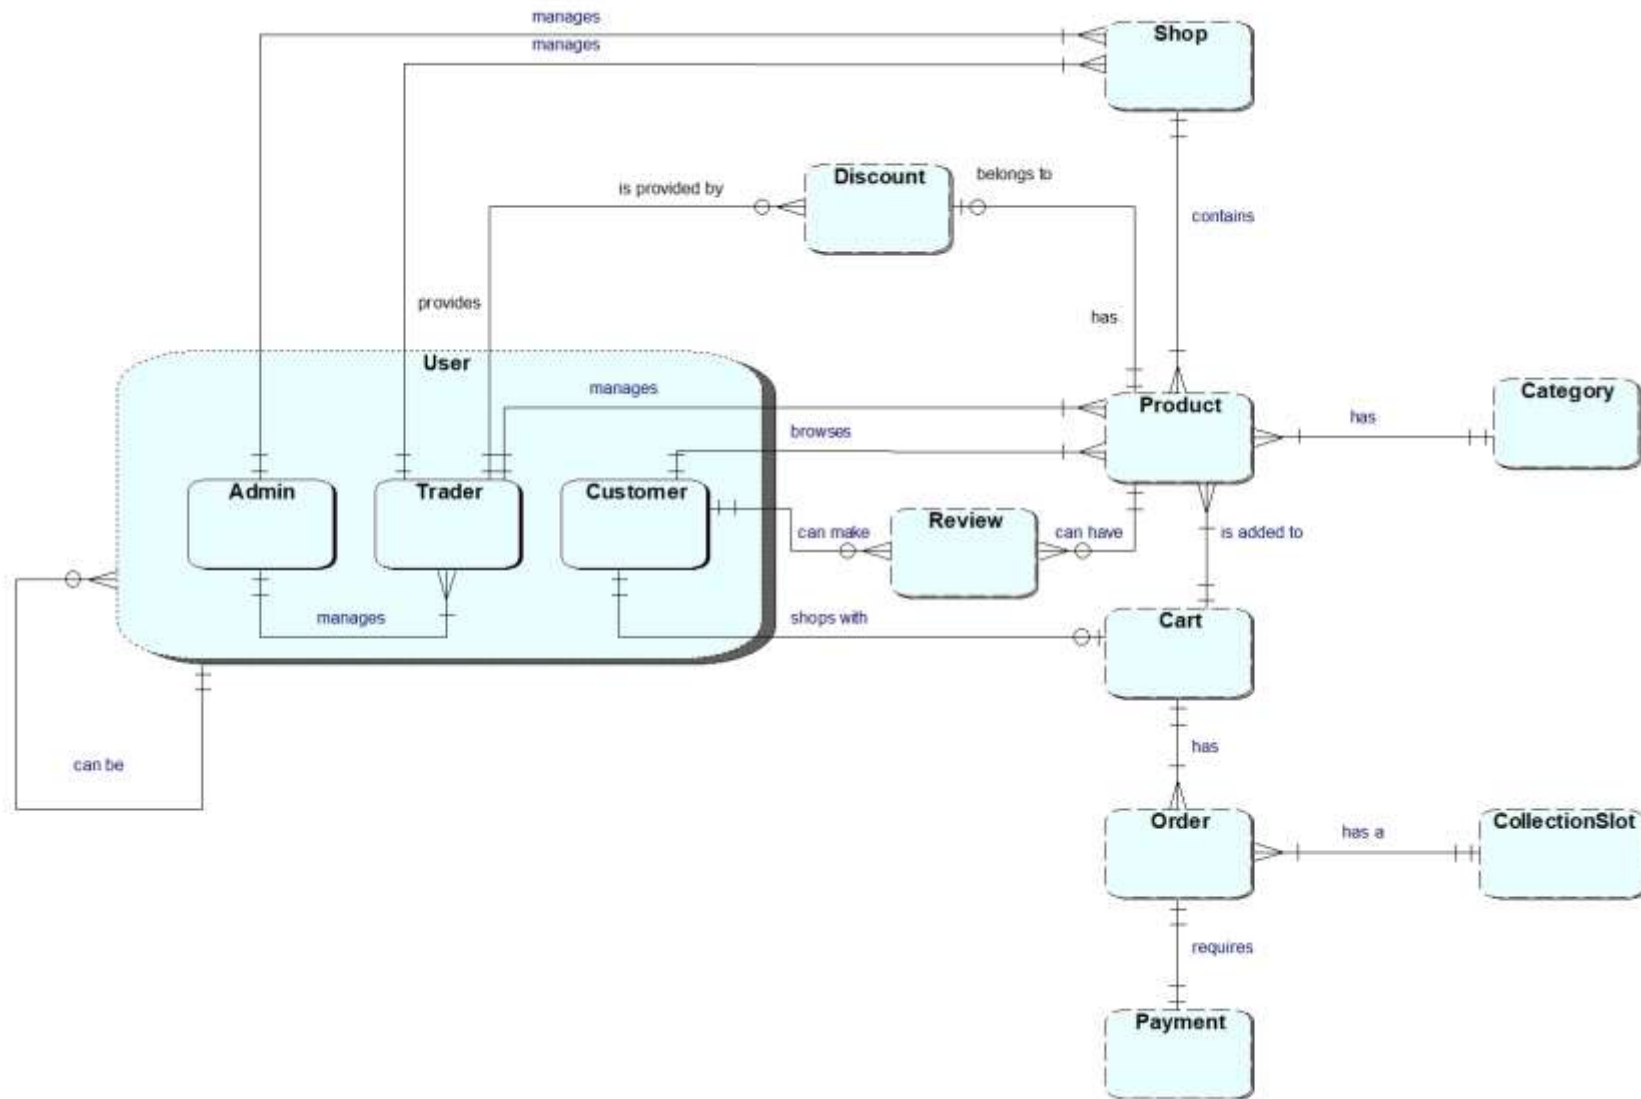 manages
manages
Shop
Discount
belongs to
is provided by
contains
provides
has
User
manages
Category
Product
has
browses
Admin
Trader
Customer
Review
can make
can have
is added to
manages
shops with
Cart
has
can be
Order
CollectionSlot
has a
requires
Payment